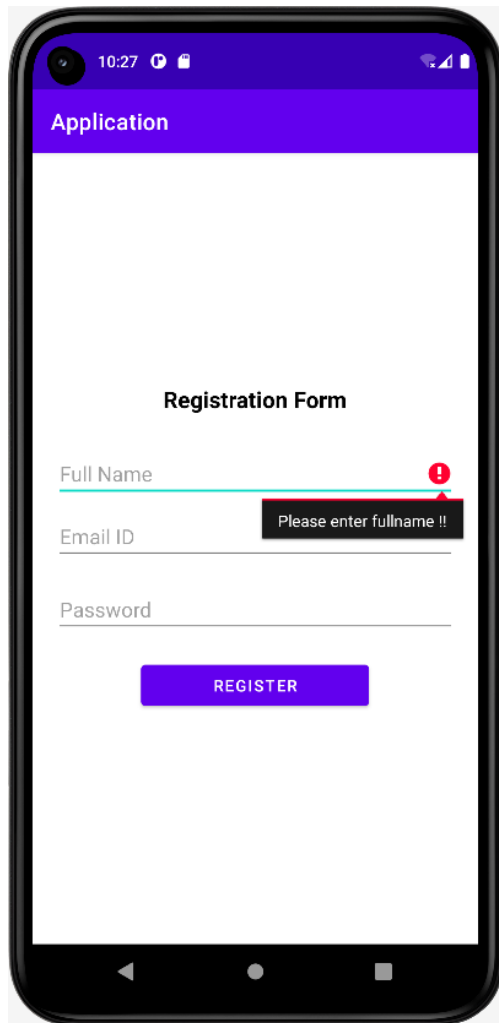 10:27
Application
Registration Form
Full Name
Please enter fullname !!
Email ID
Password
REGISTER